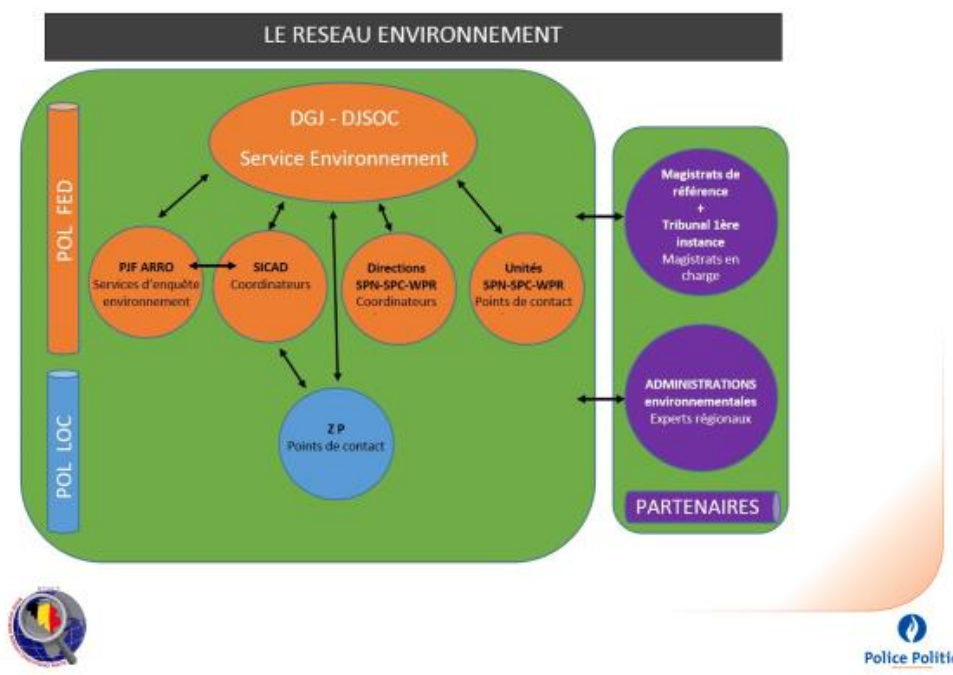 LE RESEAU ENVIRONNEMENT
POL FED
DGJ - DJSOC
Service Environnement
PJF ARRO
Services d'enquête
environnement
SICAD
Coordinateurs
Directions
SPN-SPC-WPR
Coordinateurs
Unités
SPN-SPC-WPR
Points de contact
POL LOC
Z P
Points de contact
Magistrats de
référence
+
Tribunal 1ère
instance
Magistrats en
charge
ADMINISTRATIONS
environnementales
Experts régionaux
PARTENAIRES
Police Politi